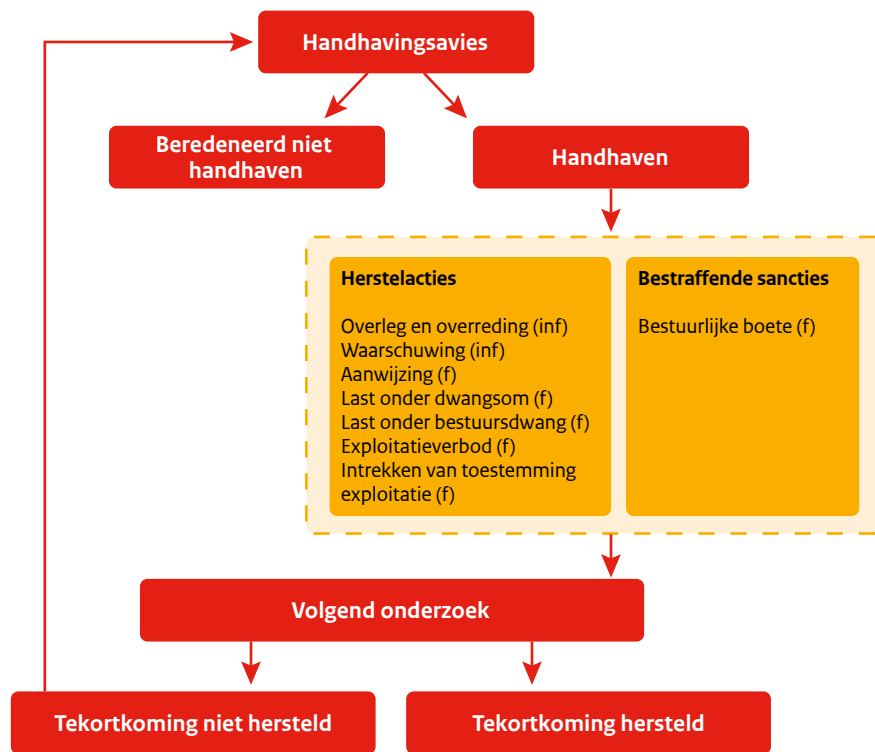 Handhavingsavies
Beredeneerd niet
handhaven
Handhaven
Herstelacties
Overleg en overreding (inf)
Waarschuwing (inf)
Aanwijzing (f)
Last onder dwangsom (f)
Last onder bestuursdwang (f)
Exploitatieverbod (f)
Intrekken van toestemming
exploitatie (f)
Bestraffende sancties
Bestuurlijke boete (f)
Volgend onderzoek
Tekortkoming niet hersteld
Tekortkoming hersteld